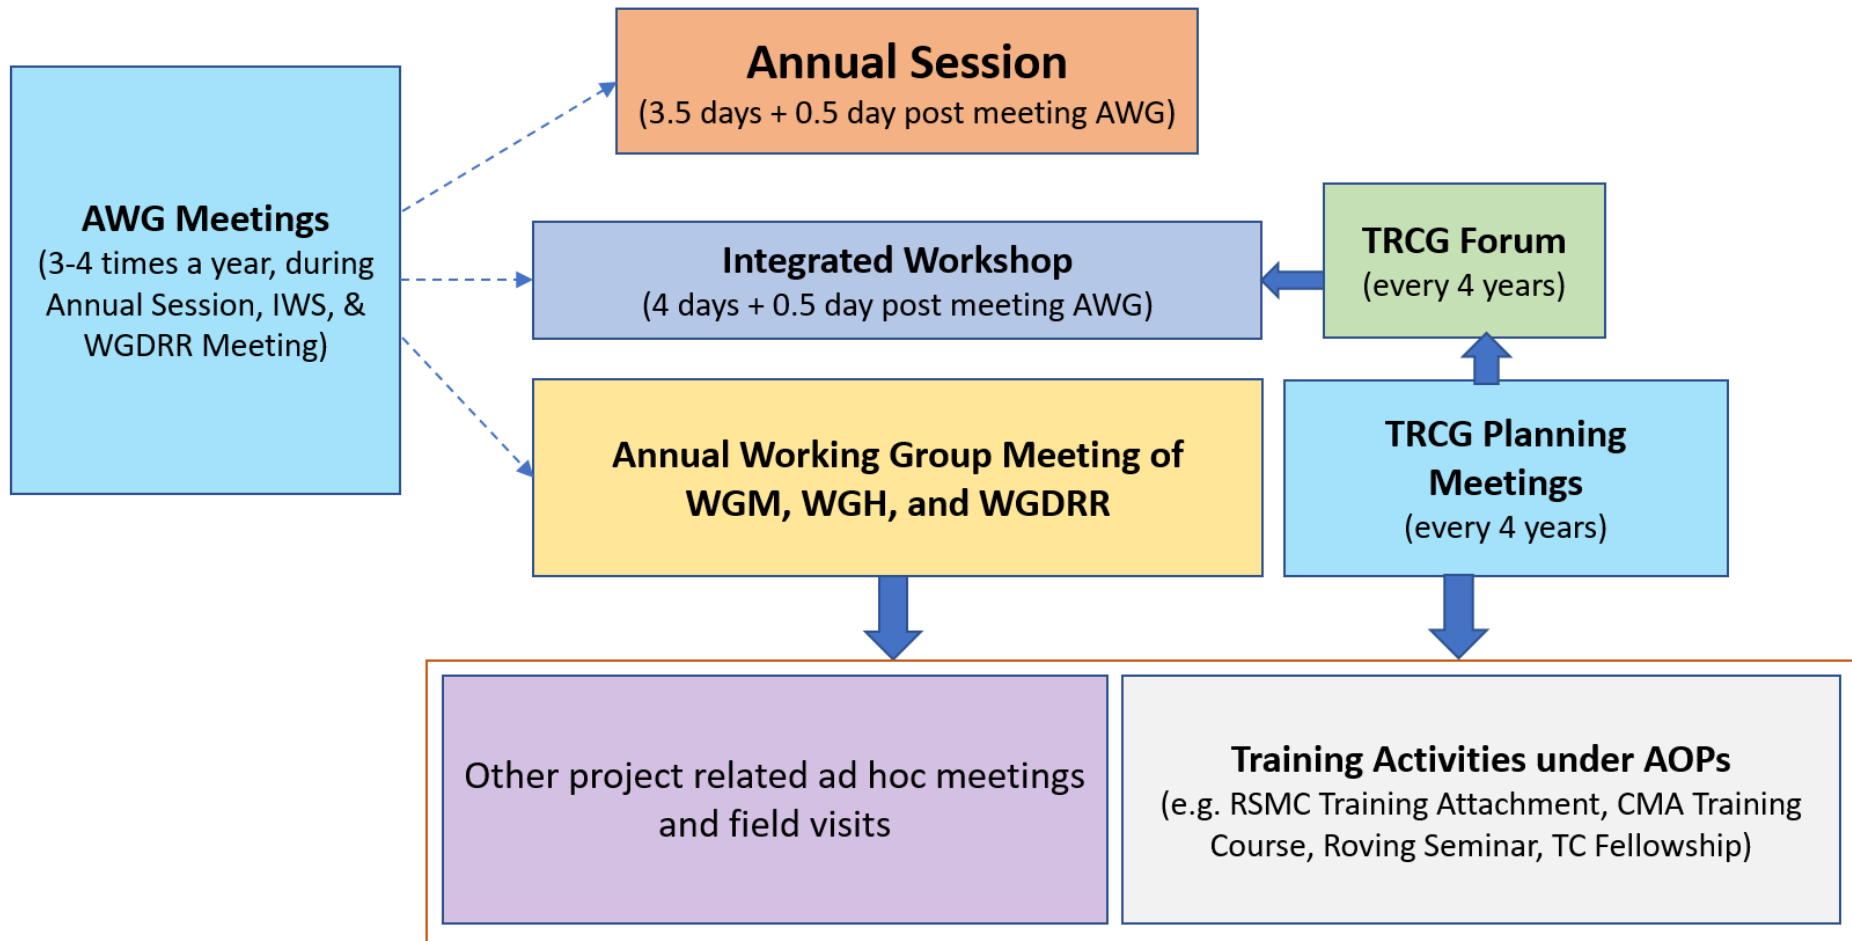 Annual Session
(3.5 days + 0.5 day post meeting AWG)
AWG Meetings
(3-4 times a year, during
Annual Session, IWS, &
WGDRR Meeting)
Integrated Workshop
(4 days + 0.5 day post meeting AWG)
TRCG Forum
(every 4 years)
Annual Working Group Meeting of
WGM, WGH, and WGDRR
TRCG Planning
Meetings
(every 4 years)
Other project related ad hoc meetings
and field visits
Training Activities under AOPs
(e.g. RSMC Training Attachment, CMA Training
Course, Roving Seminar, TC Fellowship)